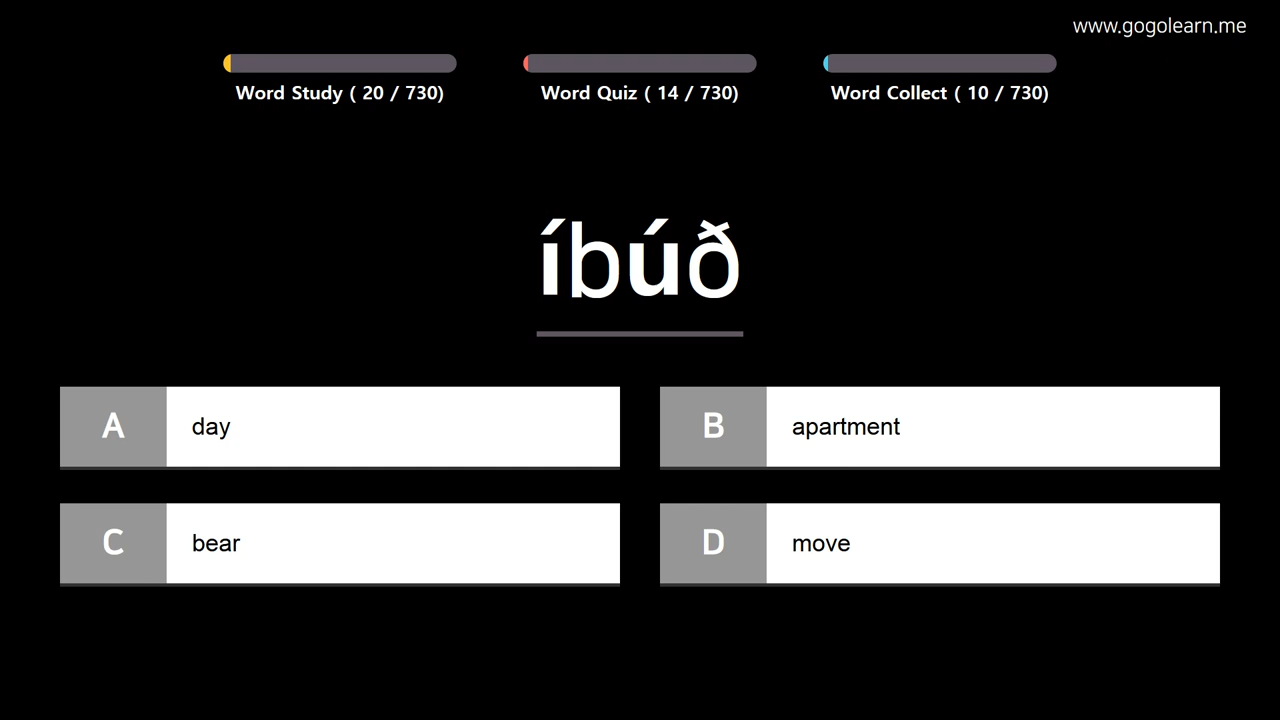 www.gogolearn.me
Word Study ( 20 / 730)
Word Quiz ( 14 / 730)
Word Collect ( 10 / 730)
íbúð
A day
B apartment
C bear
D move